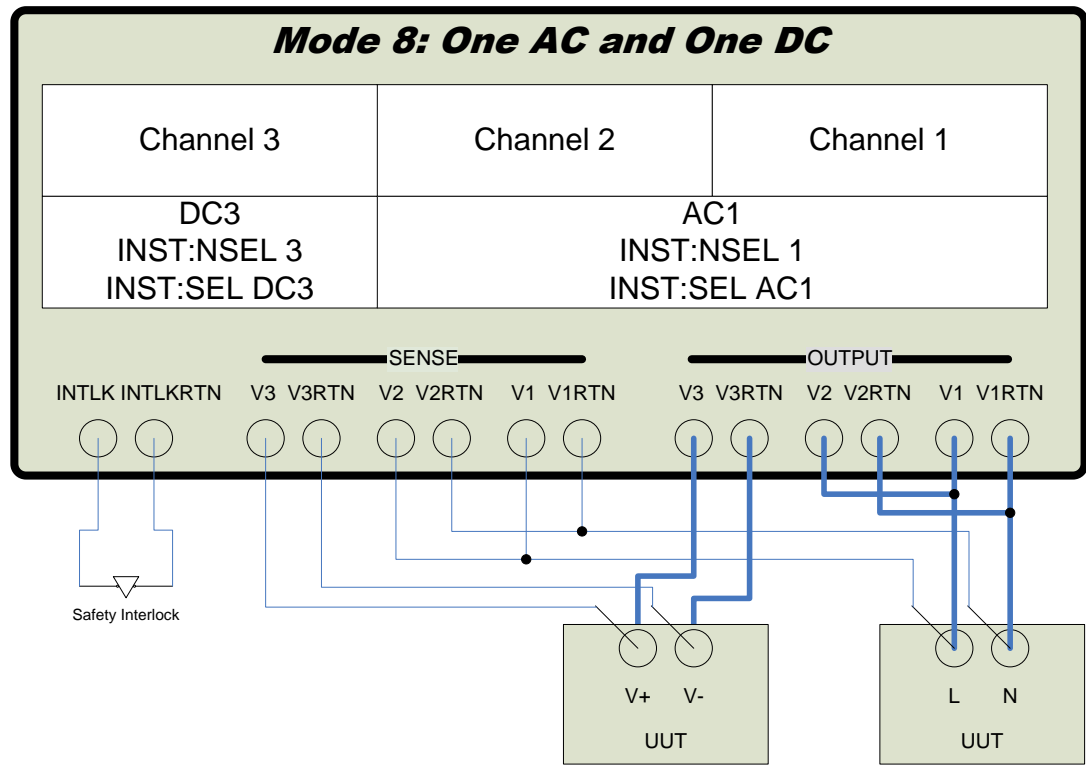 Mode 8: One AC and One DC
Channel 3 Channel 2 Channel 1
DC3
INST:NSEL 3
INST:SEL DC3
AC1
INST:NSEL 1
INST:SEL AC1
SENSE OUTPUT
INTLK INTLKRTN V3 V3RTN V2 V2RTN V1 V1RTN V3 V3RTN V2 V2RTN V1 V1RTN
Safety Interlock
V+ V- L N
UUT UUT